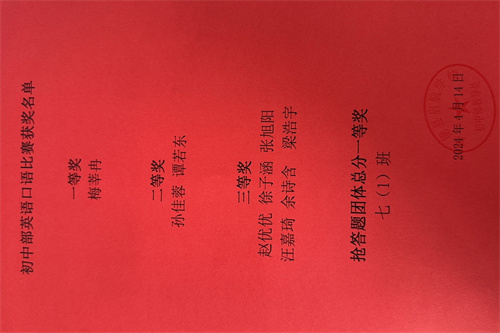 初中部英语口语比赛获奖名单
一等奖
梅莘冉
二等奖
孙佳蓉 谭若东
三等奖
赵优优 徐子涵 张旭阳
汪嘉琦 余诗含 梁浩宇
抢答题团体总分一等奖
七（1）班
2024年4月14日